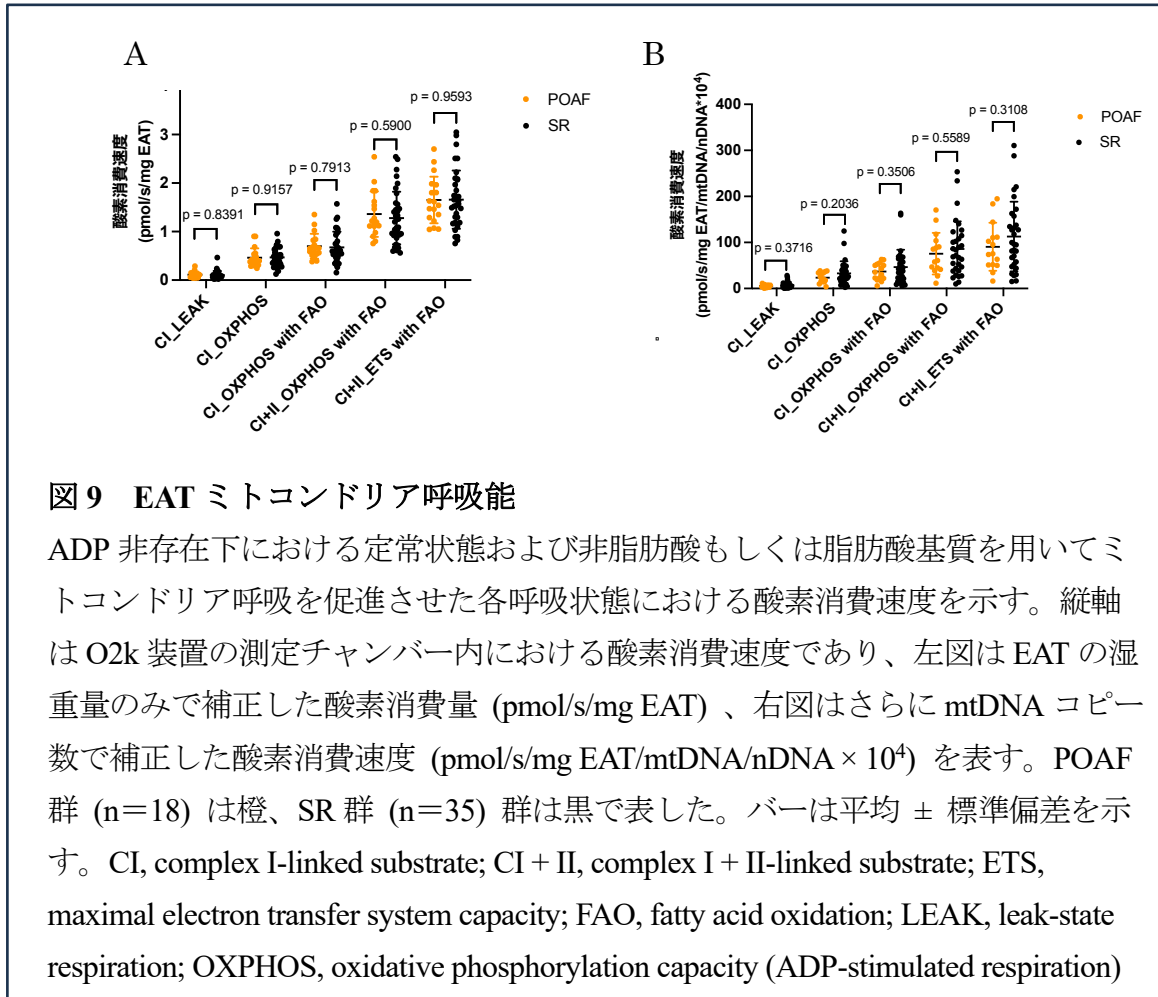 A
酸素消費速度
(pmol/s/mg EAT)
3
2
1
0
p = 0.8391
p = 0.9157
p = 0.7913
p = 0.5900
p = 0.9593
POAF
SR
CI_LEAK
CI_OXPHOS
CI_OXPHOS with FAO
CI+II_OXPHOS with FAO
CI+II_ETS with FAO
B
酸素消費速度
(pmol/s/mg EAT/mtDNA/nDNA*10⁴)
400
300
200
100
0
p = 0.3716
p = 0.2036
p = 0.3506
p = 0.5589
p = 0.3108
POAF
SR
CI_LEAK
CI_OXPHOS
CI_OXPHOS with FAO
CI+II_OXPHOS with FAO
CI+II_ETS with FAO
図 9 EAT ミトコンドリア呼吸能
ADP 非存在下における定常状態および非脂肪酸もしくは脂肪酸基質を用いてミ
トコンドリア呼吸を促進させた各呼吸状態における酸素消費速度を示す。縦軸
は O2k 装置の測定チャンバー内における酸素消費速度であり、左図は EAT の湿
重量のみで補正した酸素消費量 (pmol/s/mg EAT) 、右図はさらに mtDNA コピー
数で補正した酸素消費速度 (pmol/s/mg EAT/mtDNA/nDNA × 10⁴) を表す。POAF
群 (n=18) は橙、SR 群 (n=35) 群は黒で表した。バーは平均 ± 標準偏差を示
す。CI, complex I-linked substrate; CI + II, complex I + II-linked substrate; ETS,
maximal electron transfer system capacity; FAO, fatty acid oxidation; LEAK, leak-state
respiration; OXPHOS, oxidative phosphorylation capacity (ADP-stimulated respiration)